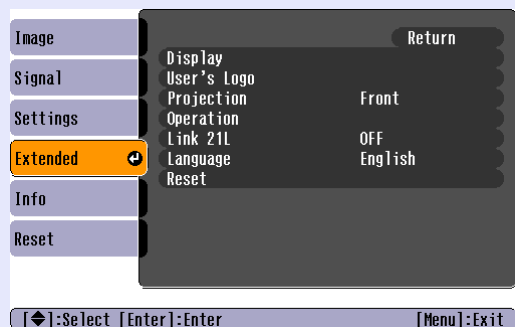 Image
Signal
Settings
Extended
Info
Reset
Return
Display
User's Logo
Projection Front
Operation
Link 21L OFF
Language English
Reset
[◆]:Select [Enter]:Enter [Menu]:Exit